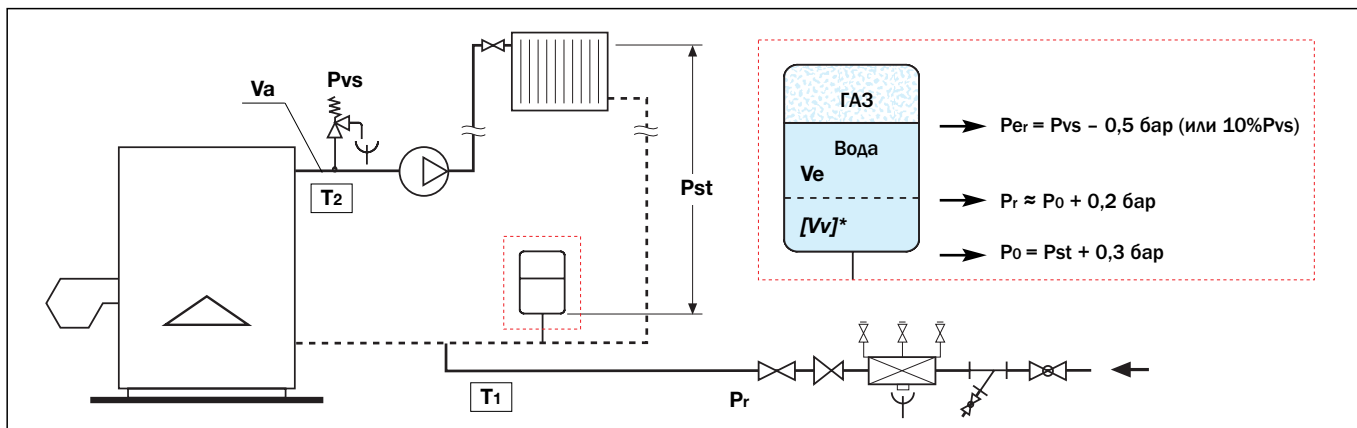 Va
Pvs
T2
Pst
T1
Pr
ГАЗ
Вода
Ve
[Vv]*
Per = Pvs – 0,5 бар (или 10%Pvs)
Pr ≈ P0 + 0,2 бар
P0 = Pst + 0,3 бар